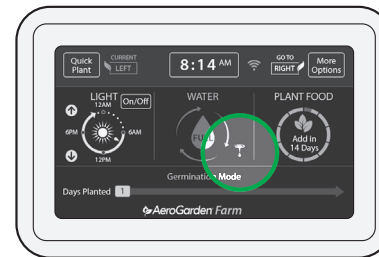 Quick
Plant
CURRENT
LEFT
8:14 AM
GO TO
RIGHT
More
Options
LIGHT
On/Off
12AM
6PM
6AM
12PM
WATER
FULL
PLANT FOOD
Add in
14 Days
Germination Mode
Days Planted 1
AeroGarden Farm